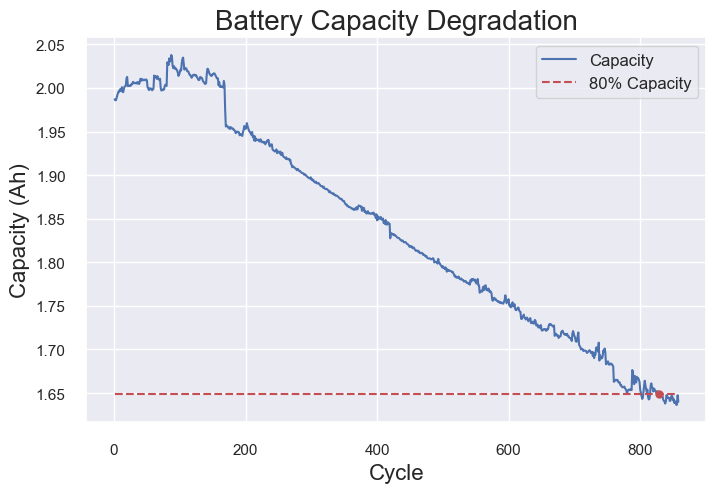 Battery Capacity Degradation
Capacity
80% Capacity
2.05
2.00
1.95
1.90
1.85
1.80
1.75
1.70
1.65
Capacity (Ah)
0 200 400 600 800
Cycle